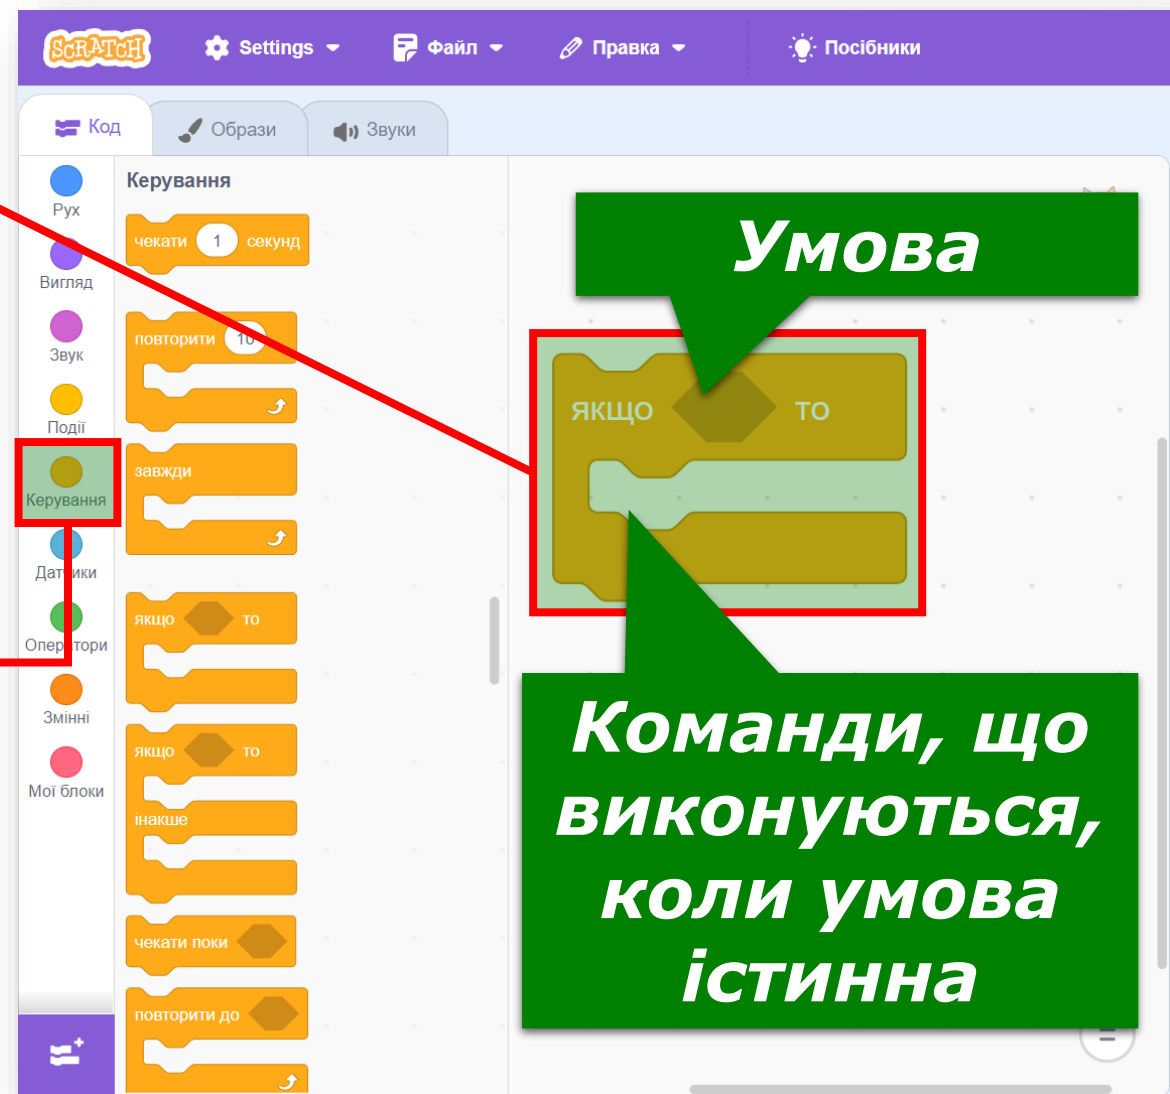 SCRATCH Settings Файл Правка Посібники
Код Образи Звуки
Рух
Вигляд
Звук
Події
Керування
Датчики
Оператори
Змінні
Мої блоки
Керування
чекати 1 секунд
повторити 10
завжди
якщо то
якщо то
інакше
чекати поки
повторити до
Умова
якщо то
Команди, що
виконуються,
коли умова
істинна